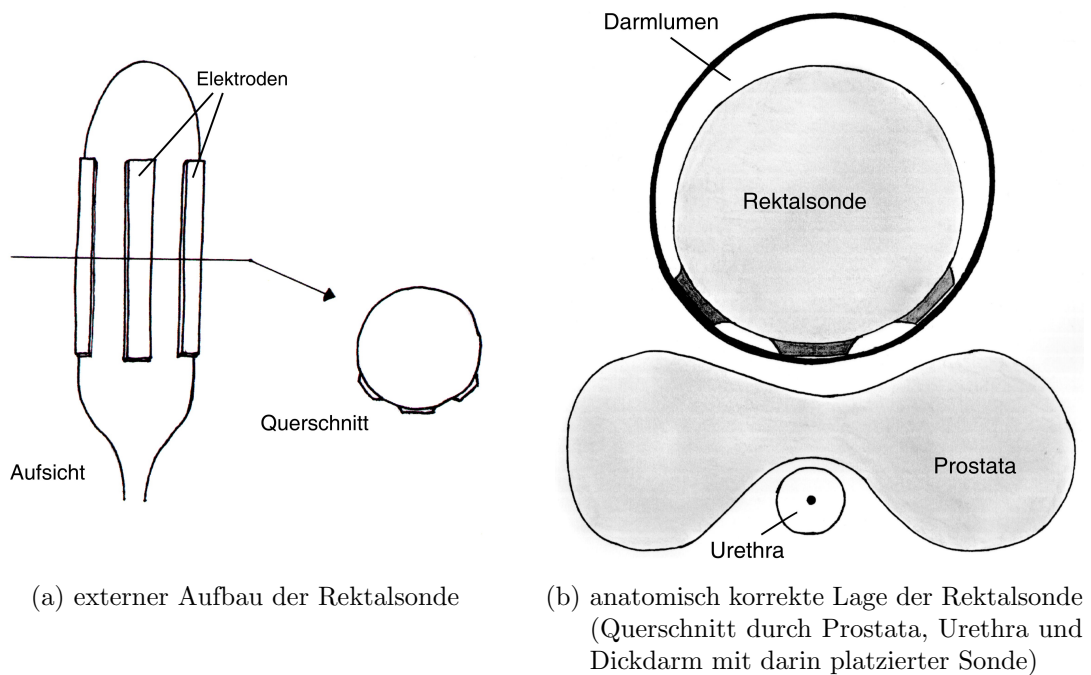 Elektroden
Querschnitt
Aufsicht
(a) externer Aufbau der Rektalsonde
Darmlumen
Rektalsonde
Prostata
Urethra
(b) anatomisch korrekte Lage der Rektalsonde
(Querschnitt durch Prostata, Urethra und
Dickdarm mit darin platzierter Sonde)